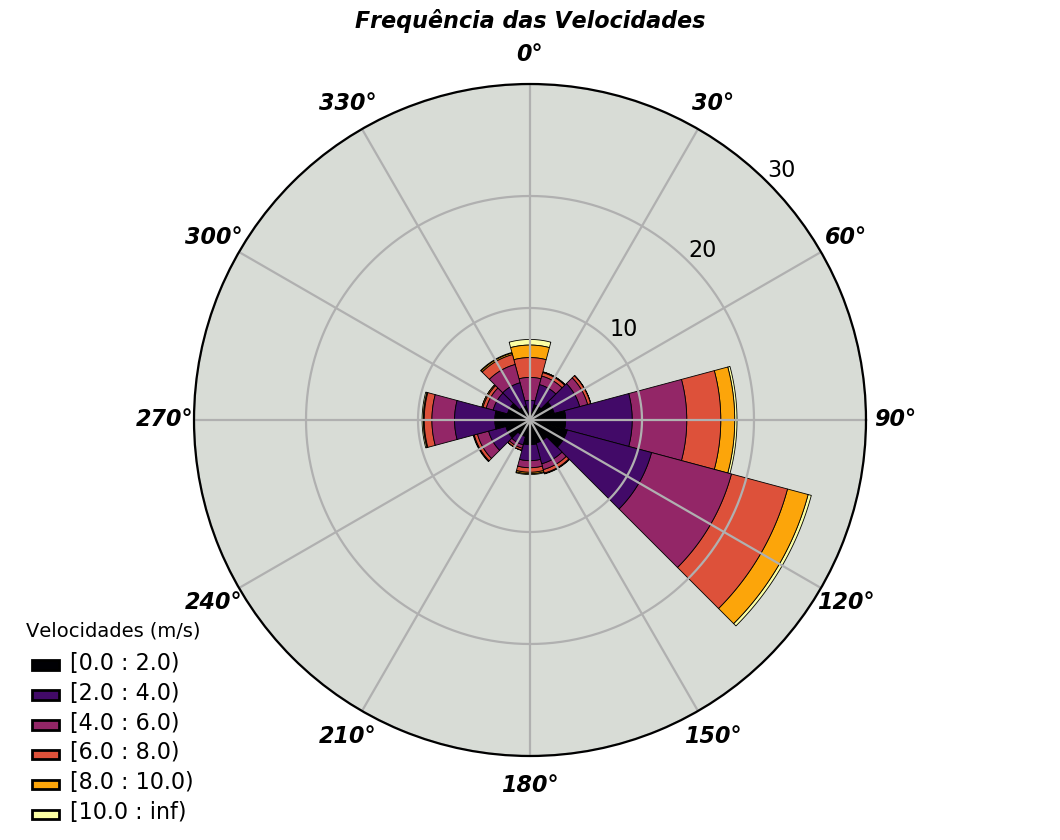 Frequência das Velocidades
0°
330°
30°
30
300°
60°
20
10
270°
90°
240°
120°
210°
150°
180°
Velocidades (m/s)
[0.0 : 2.0)
[2.0 : 4.0)
[4.0 : 6.0)
[6.0 : 8.0)
[8.0 : 10.0)
[10.0 : inf)